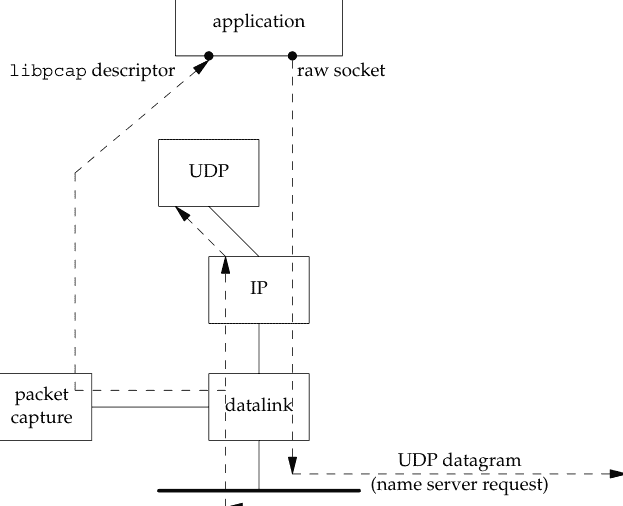 application
libpcap descriptor
raw socket
UDP
IP
packet
capture
datalink
UDP datagram
(name server request)